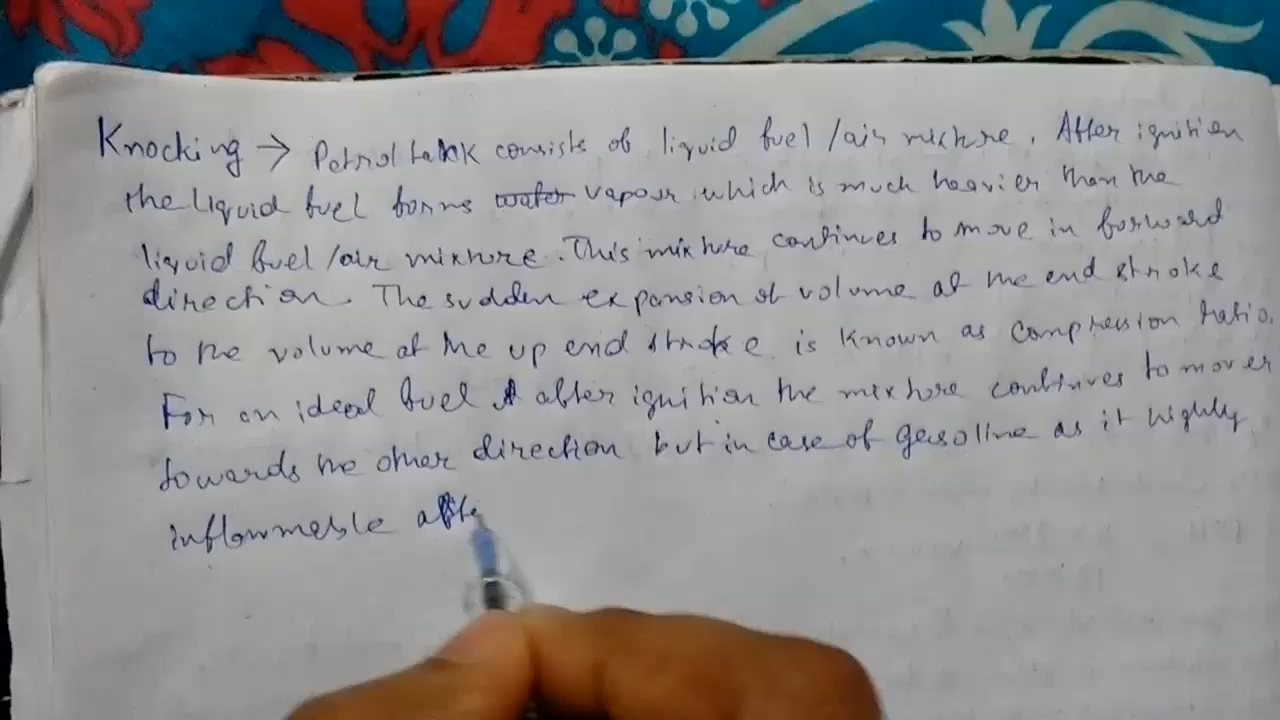 Knocking → Petrol tank consists of liquid fuel /air mixture. After ignition
the liquid fuel forms water vapour which is much heavier than the
liquid fuel /air mixture. This mixture continues to move in forward
direction. The sudden expansion of volume at the end stroke
to the volume at the up end stroke is known as compression ratio.
For an ideal fuel after ignition the mixture continues to mover
towards the other direction but in case of gasoline as it highly
inflammable afte